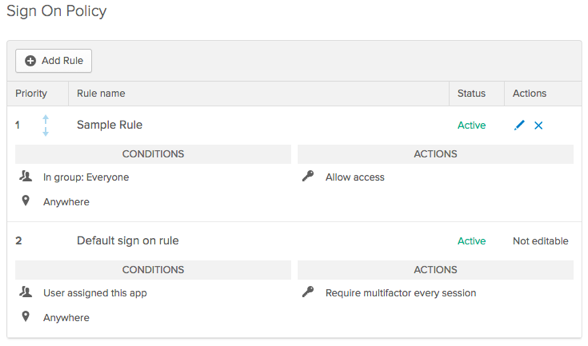 Sign On Policy
Add Rule
Priority Rule name Status Actions
1 Sample Rule Active
CONDITIONS ACTIONS
In group: Everyone Allow access
Anywhere
2 Default sign on rule Active Not editable
CONDITIONS ACTIONS
User assigned this app Require multifactor every session
Anywhere